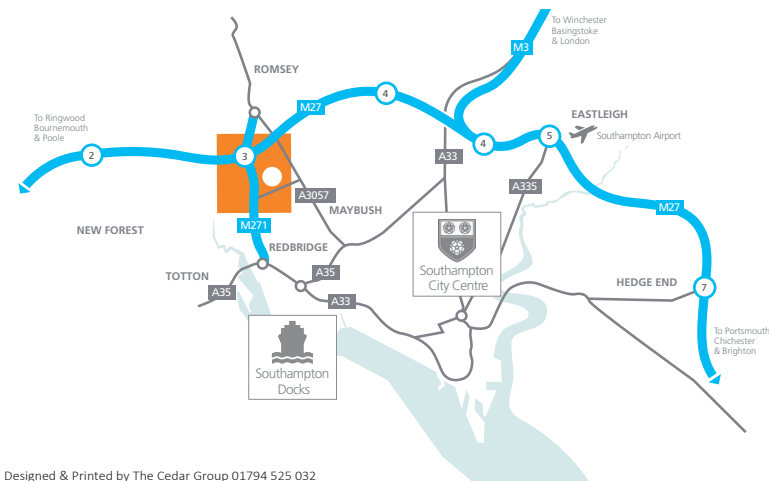 To Winchester
Basingstoke
& London
M3
ROMSEY
4
M27
EASTLEIGH
To Ringwood
Bournemouth
& Poole
5
Southampton Airport
2
3
4
A33
A335
A3057
MAYBUSH
M27
NEW FOREST
M271
REDBRIDGE
Southampton
City Centre
TOTTON
A35
HEDGE END
A35
A33
7
To Portsmouth
Chichester
& Brighton
Southampton
Docks
Designed & Printed by The Cedar Group 01794 525 032